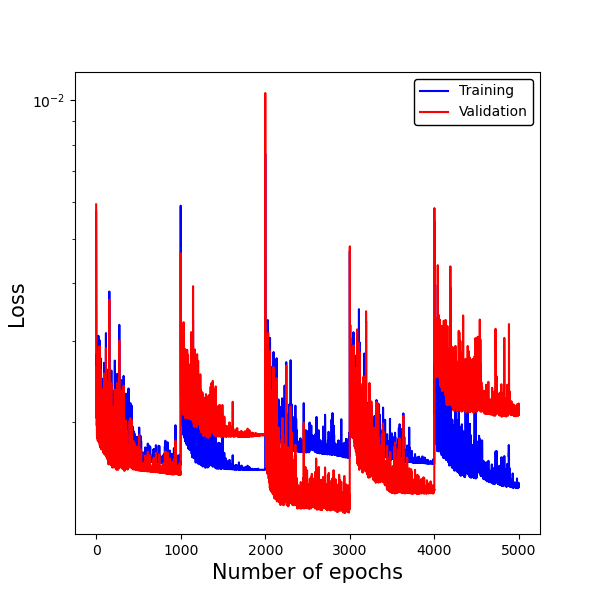 Training
Validation
10^{-2}
Loss
0 1000 2000 3000 4000 5000
Number of epochs